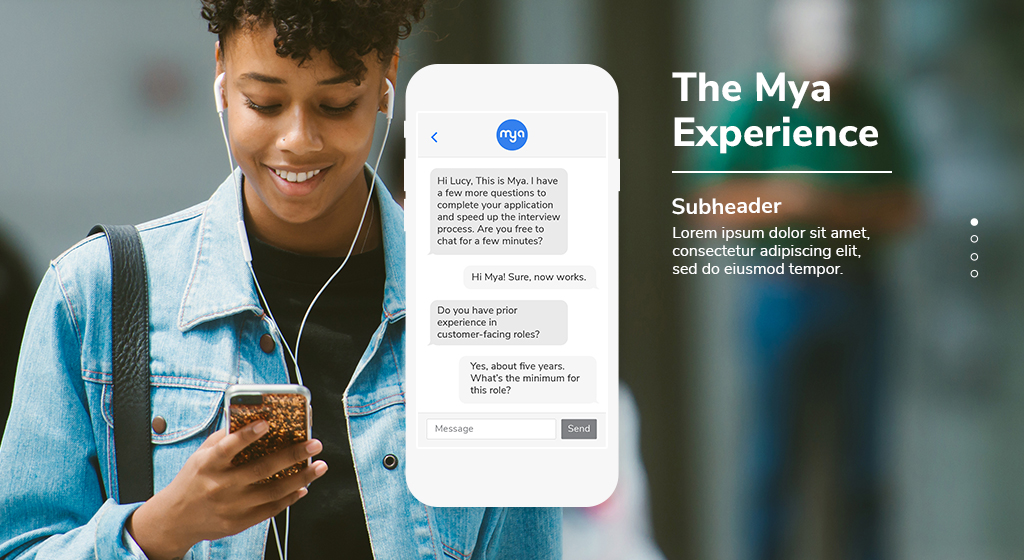 mya
Hi Lucy, This is Mya. I have
a few more questions to
complete your application
and speed up the interview
process. Are you free to
chat for a few minutes?
Hi Mya! Sure, now works.
Do you have prior
experience in
customer-facing roles?
Yes, about five years.
What's the minimum for
this role?
Message
Send
The Mya
Experience
Subheader
Lorem ipsum dolor sit amet,
consectetur adipiscing elit,
sed do eiusmod tempor.